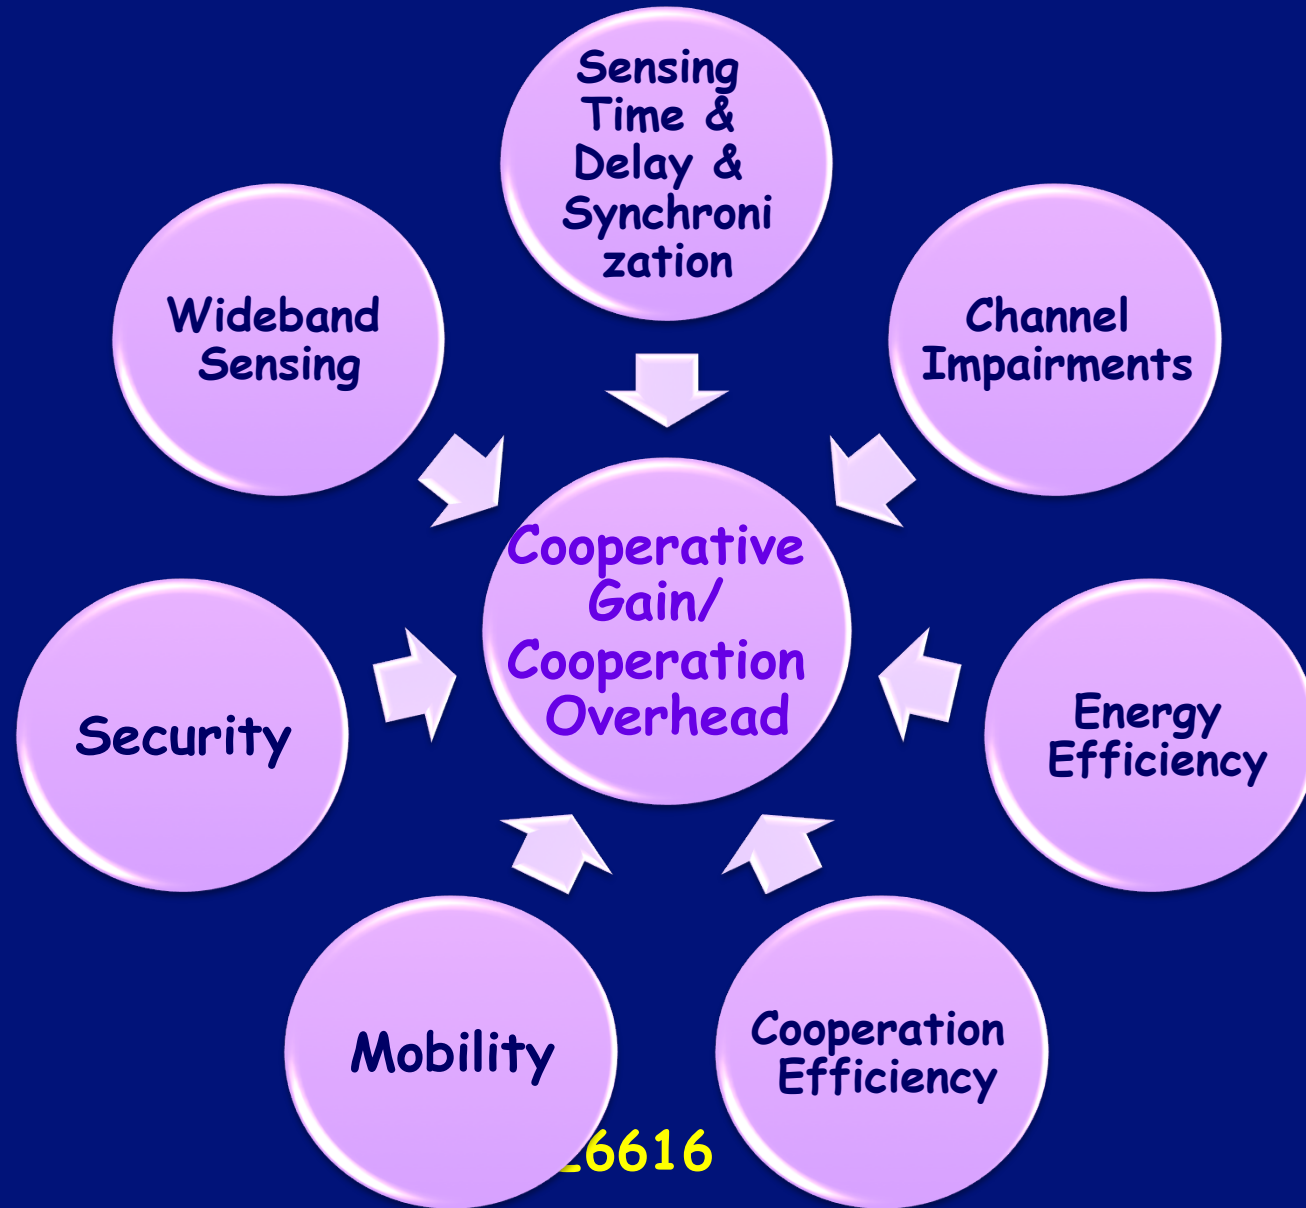 Sensing
Time &
Delay &
Synchroni
zation
Wideband
Sensing
Channel
Impairments
Cooperative
Gain/
Cooperation
Overhead
Security
Energy
Efficiency
Mobility
Cooperation
Efficiency
6616